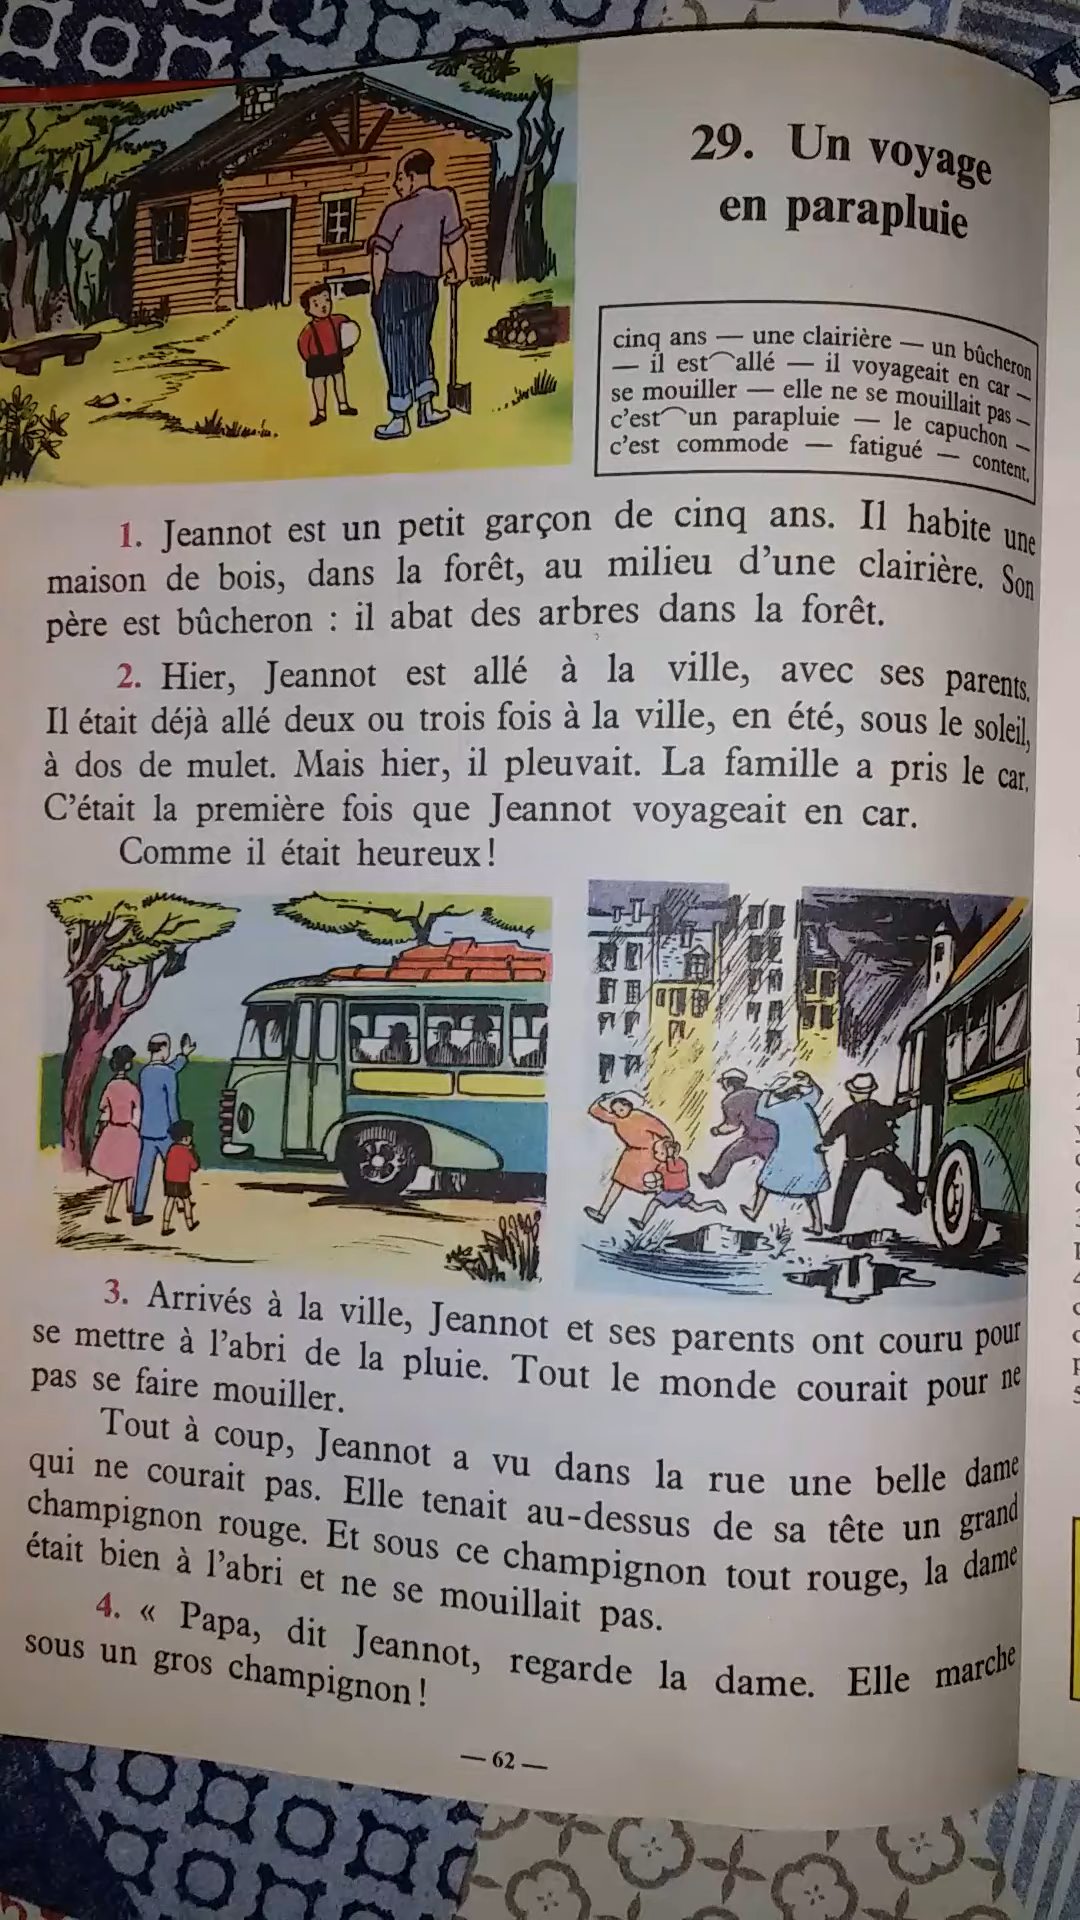 29. Un voyage
en parapluie
cinq ans — une clairière — un bûcheron
— il est allé — il voyageait en car —
se mouiller — elle ne se mouillait pas —
c'est un parapluie — le capuchon —
c'est commode — fatigué — content.
1. Jeannot est un petit garçon de cinq ans. Il habite une
maison de bois, dans la forêt, au milieu d'une clairière. Son
père est bûcheron : il abat des arbres dans la forêt.
2. Hier, Jeannot est allé à la ville, avec ses parents.
Il était déjà allé deux ou trois fois à la ville, en été, sous le soleil,
à dos de mulet. Mais hier, il pleuvait. La famille a pris le car.
C'était la première fois que Jeannot voyageait en car.
Comme il était heureux !
3. Arrivés à la ville, Jeannot et ses parents ont couru pour
se mettre à l'abri de la pluie. Tout le monde courait pour ne
pas se faire mouiller.
Tout à coup, Jeannot a vu dans la rue une belle dame
qui ne courait pas. Elle tenait au-dessus de sa tête un grand
champignon rouge. Et sous ce champignon tout rouge, la dame
était bien à l'abri et ne se mouillait pas.
4. « Papa, dit Jeannot, regarde la dame. Elle marche
sous un gros champignon !
— 62 —